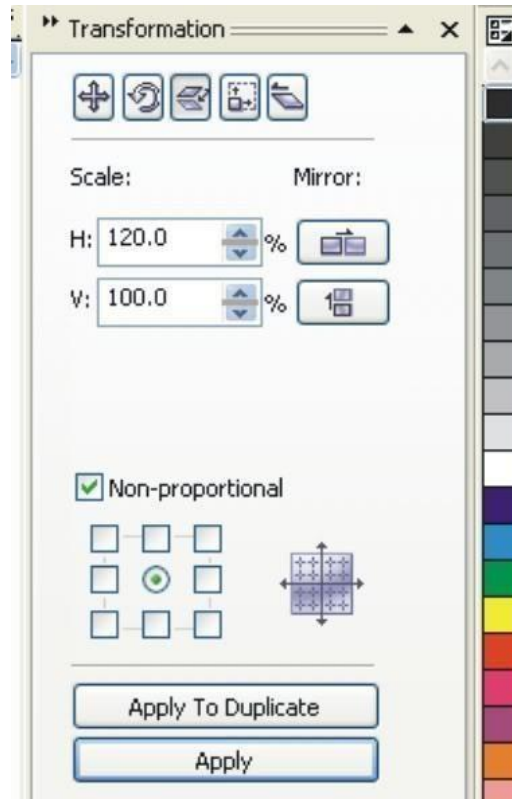 Transformation
Scale: Mirror:
H: 120.0 %
V: 100.0 %
Non-proportional
Apply To Duplicate
Apply